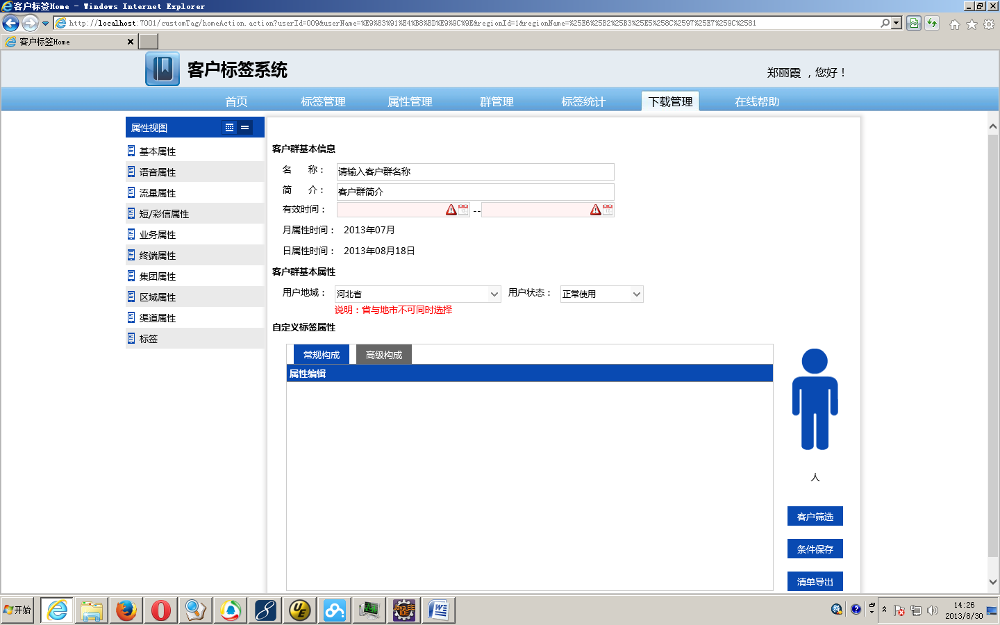 客户标签Home - Windows Internet Explorer
http://localhost:7001/customTag/homeAction.action?userId=009&userName=%E9%83%91%E4%B8%BD%E9%9C%9E&regionId=1&regionName=%25E6%25B2%25B3%25E5%258C%2597%25E7%259C%2581
客户标签Home
客户标签系统
郑丽霞 ，您好！
首页 标签管理 属性管理 群管理 标签统计 下载管理 在线帮助
属性视图
基本属性
语音属性
流量属性
短/彩信属性
业务属性
终端属性
集团属性
区域属性
渠道属性
标签
客户群基本信息
名 称： 请输入客户群名称
简 介： 客户群简介
有效时间： --
月属性时间： 2013年07月
日属性时间： 2013年08月18日
客户群基本属性
用户地域： 河北省 用户状态： 正常使用
说明：省与地市不可同时选择
自定义标签属性
常规构成 高级构成
属性编辑
人
客户筛选
条件保存
清单导出
开始
Java EE
IDE
14:26
2013/8/30